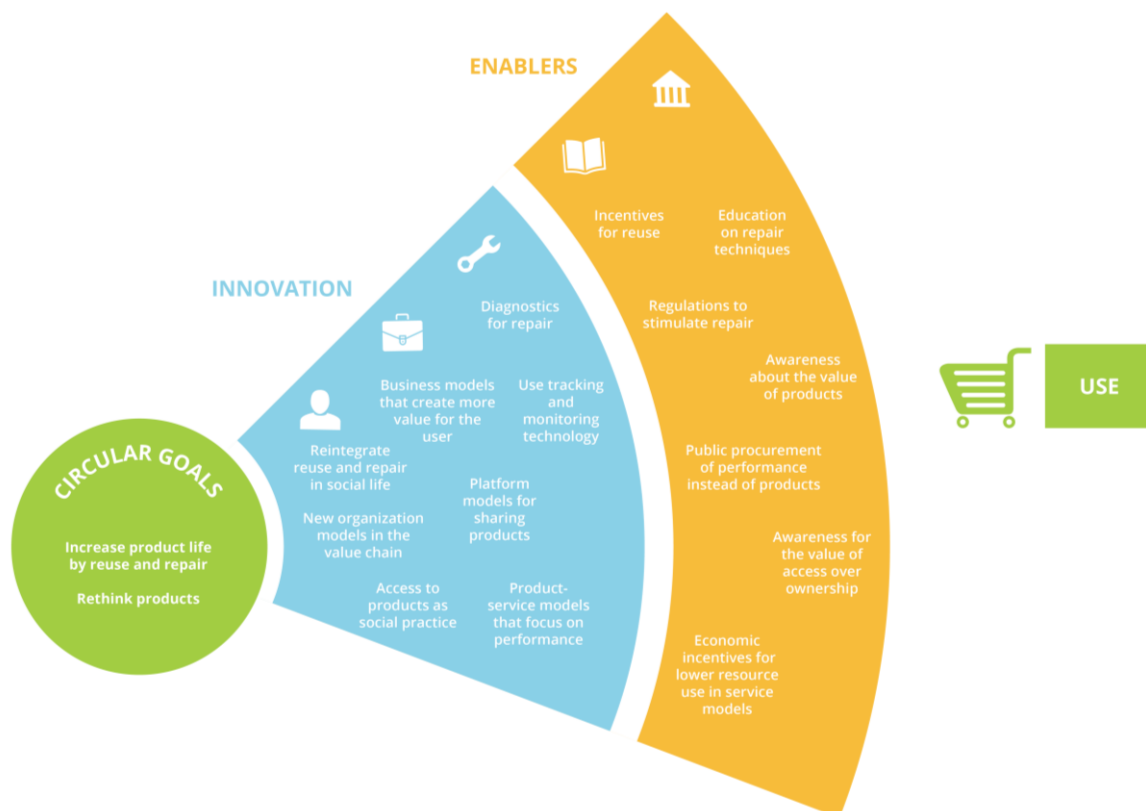 ENABLERS
Incentives
for reuse
Education
on repair
techniques
Regulations to
stimulate repair
Awareness
about the value
of products
Public procurement
of performance
instead of products
Awareness for
the value of
access over
ownership
Economic
incentives for
lower resource
use in service
models
INNOVATION
Diagnostics
for repair
Business models
that create more
value for the
user
Use tracking
and
monitoring
technology
Reintegrate
reuse and repair
in social life
Platform
models for
sharing
products
New organization
models in the
value chain
Access to
products as
social practice
Product-
service models
that focus on
performance
CIRCULAR GOALS
Increase product life
by reuse and repair
Rethink products
USE